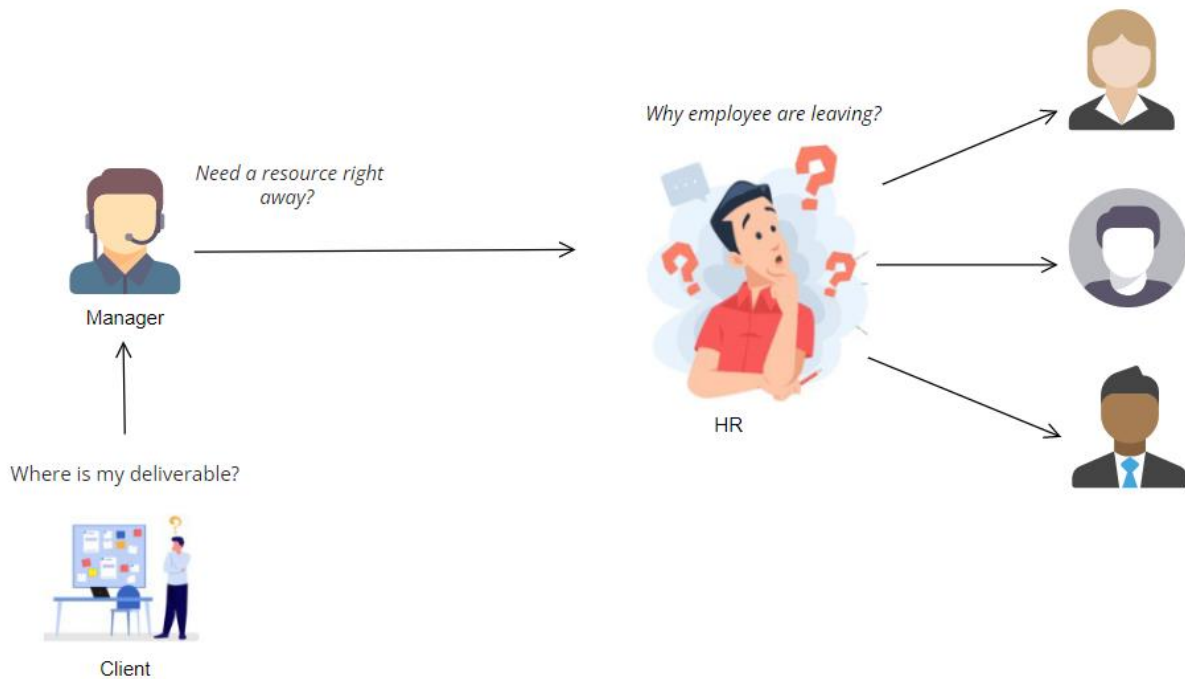 Why employee are leaving?
Need a resource right
away?
Manager
HR
Where is my deliverable?
Client